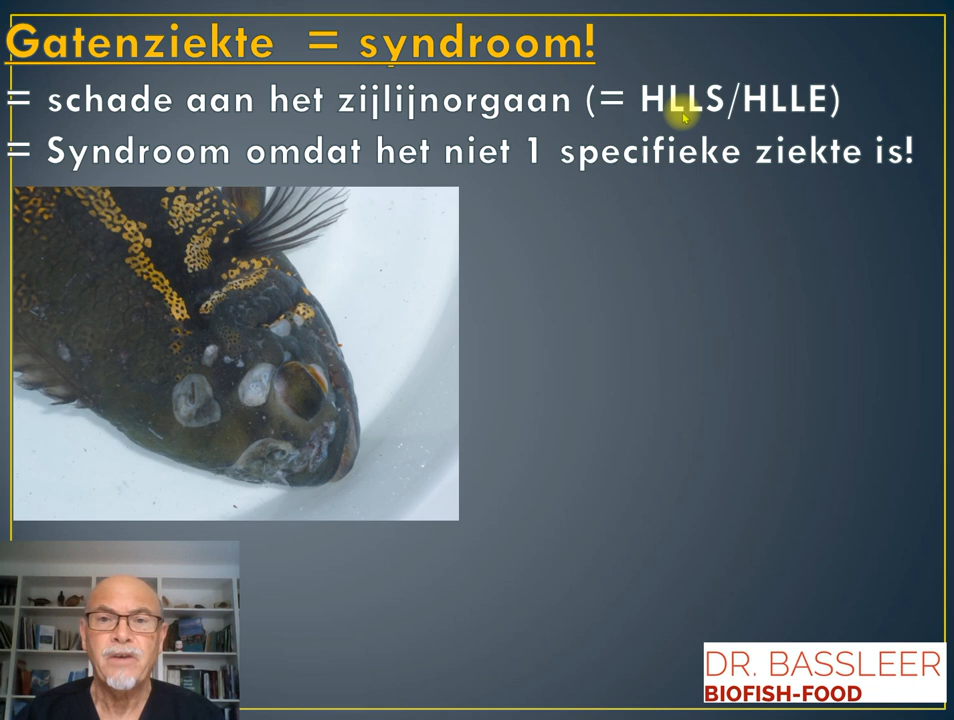 Gatenziekte = syndroom!
= schade aan het zijlijnorgaan (= HLLS/HLLE)
= Syndroom omdat het niet 1 specifieke ziekte is!
DR. BASSLEER
BIOFISH-FOOD